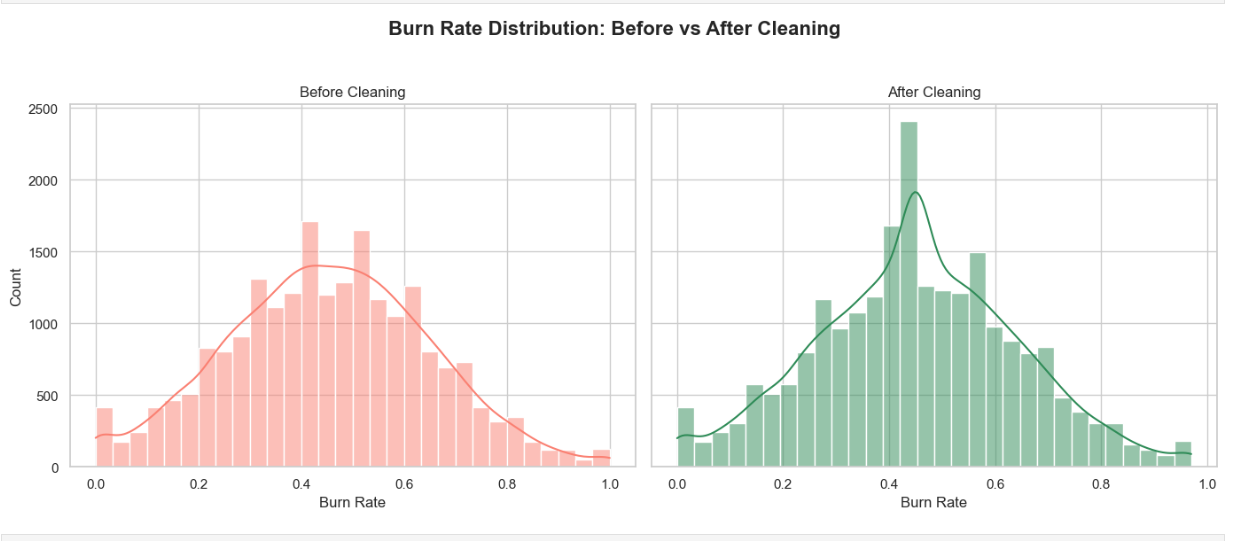 Burn Rate Distribution: Before vs After Cleaning
Before Cleaning
After Cleaning
2500
2000
1500
1000
500
0
Count
0.0 0.2 0.4 0.6 0.8 1.0
0.0 0.2 0.4 0.6 0.8 1.0
Burn Rate
Burn Rate